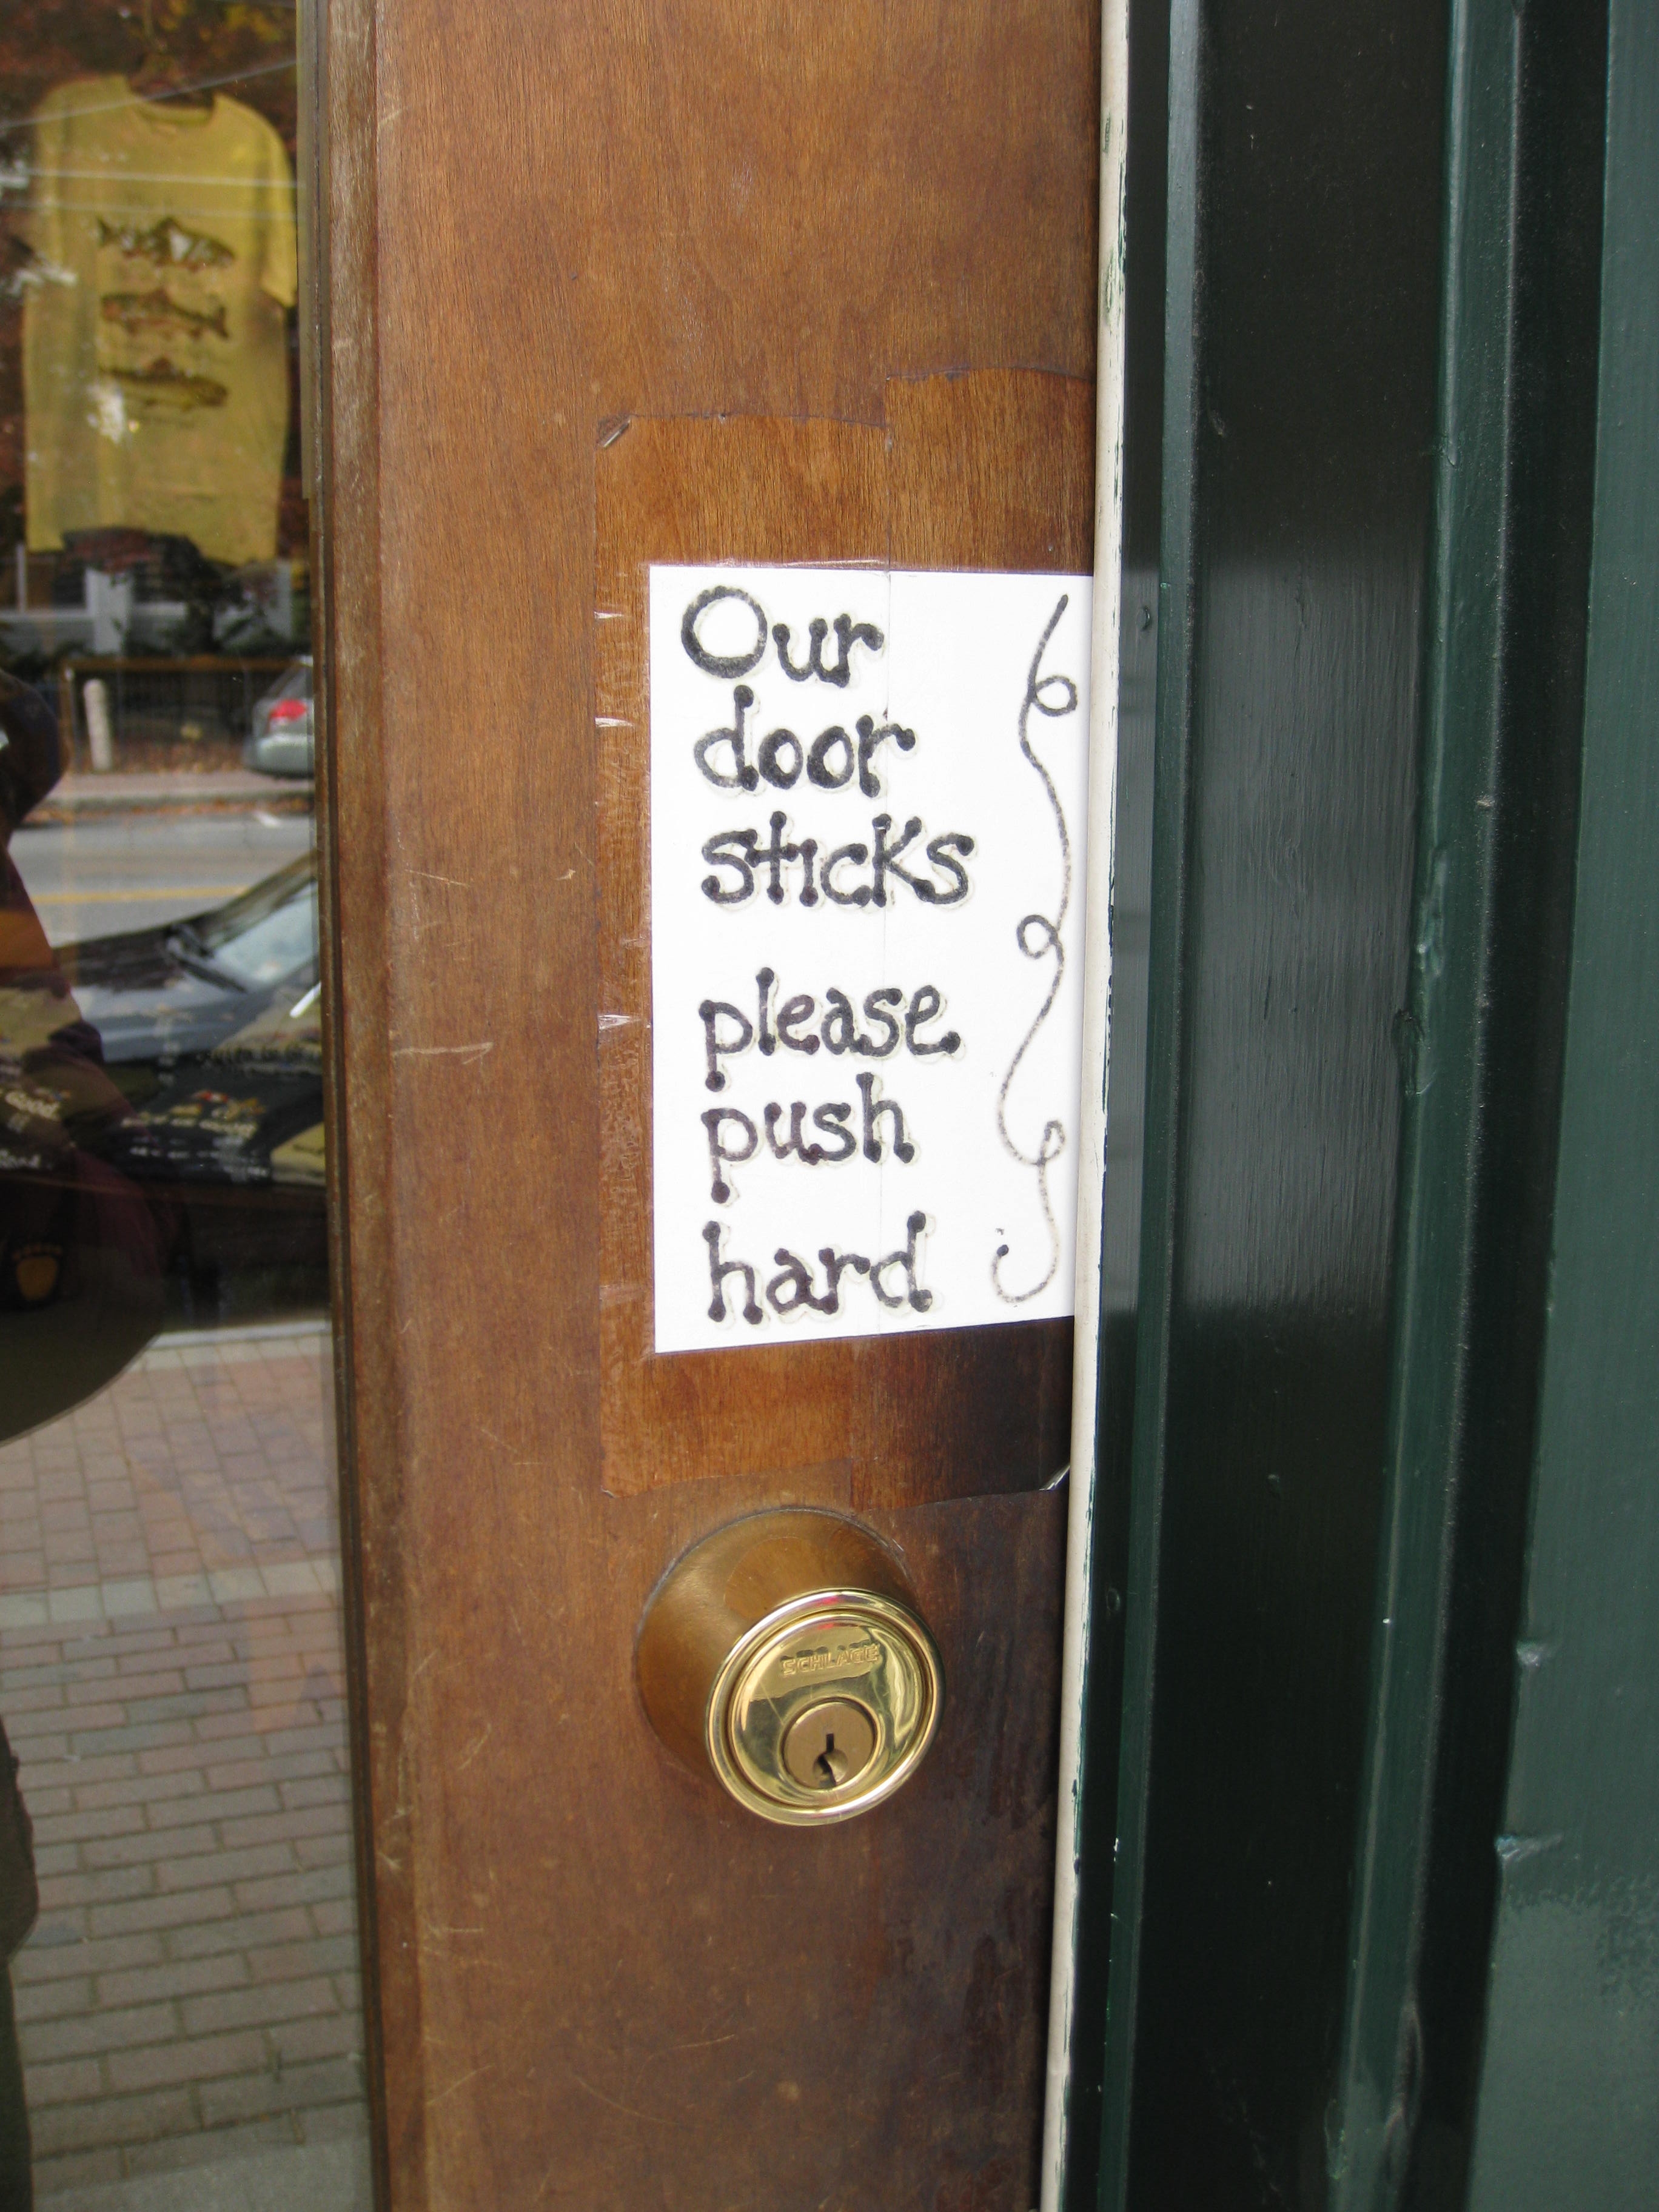 Our
door
sticks
please
push
hard
SCHLAGE